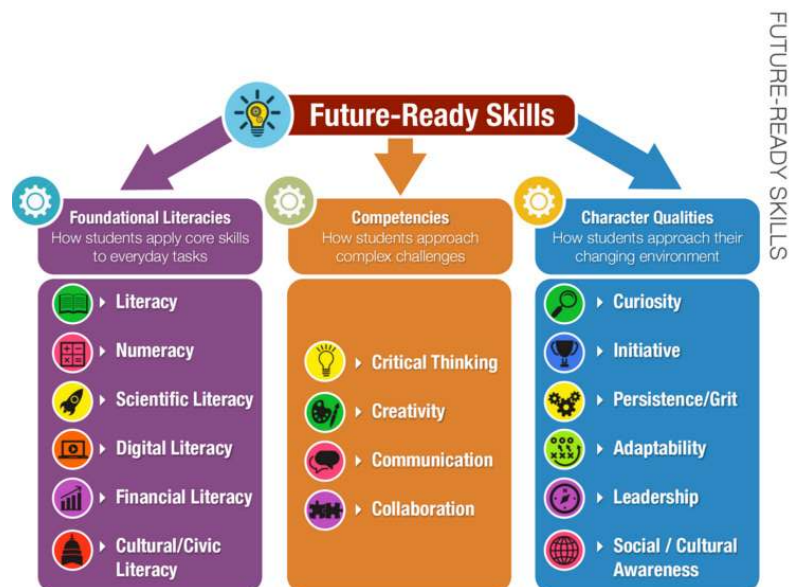 FUTURE-READY SKILLS
Future-Ready Skills
Foundational Literacies
How students apply core skills
to everyday tasks
Literacy
Numeracy
Scientific Literacy
Digital Literacy
Financial Literacy
Cultural/Civic
Literacy
Competencies
How students approach
complex challenges
Critical Thinking
Creativity
Communication
Collaboration
Character Qualities
How students approach their
changing environment
Curiosity
Initiative
Persistence/Grit
Adaptability
Leadership
Social / Cultural
Awareness